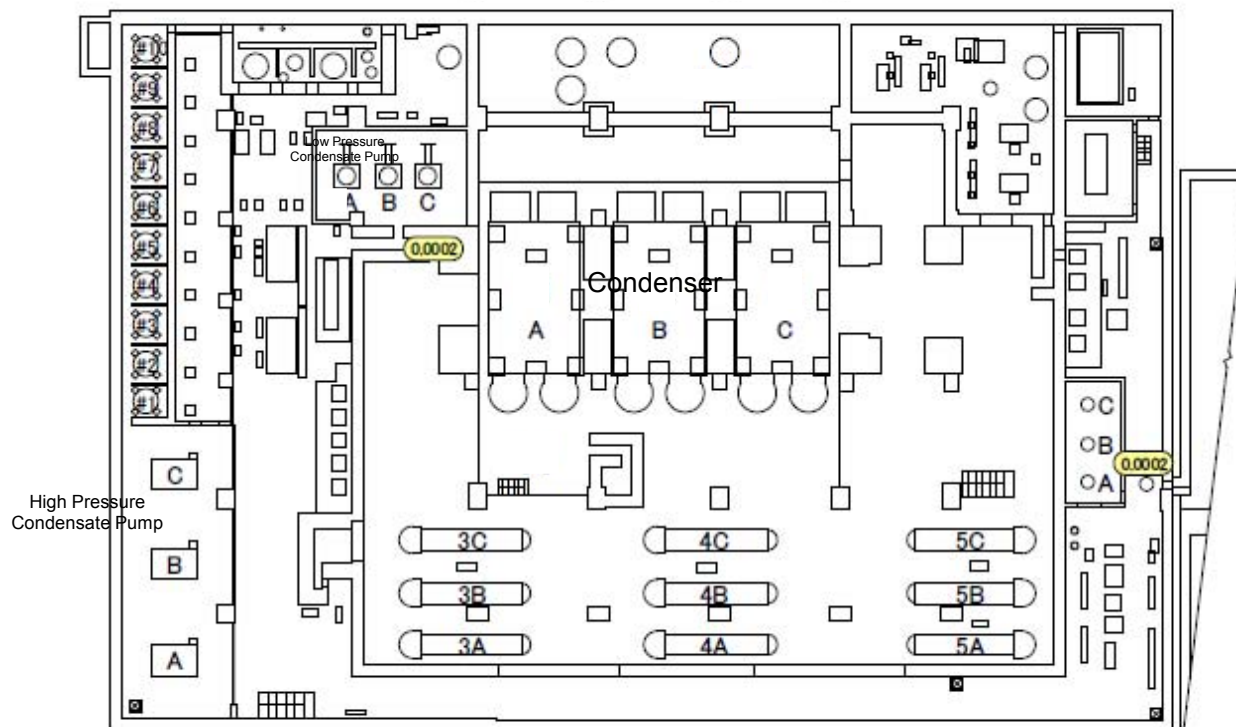 #10
#9
#8
#7
#6
#5
#4
#3
#2
#1
Low Pressure
Condensate Pump
A B C
0.0002
Condenser
A B C
C
B
A
0.0002
High Pressure
Condensate Pump
C
B
A
3C 4C 5C
3B 4B 5B
3A 4A 5A